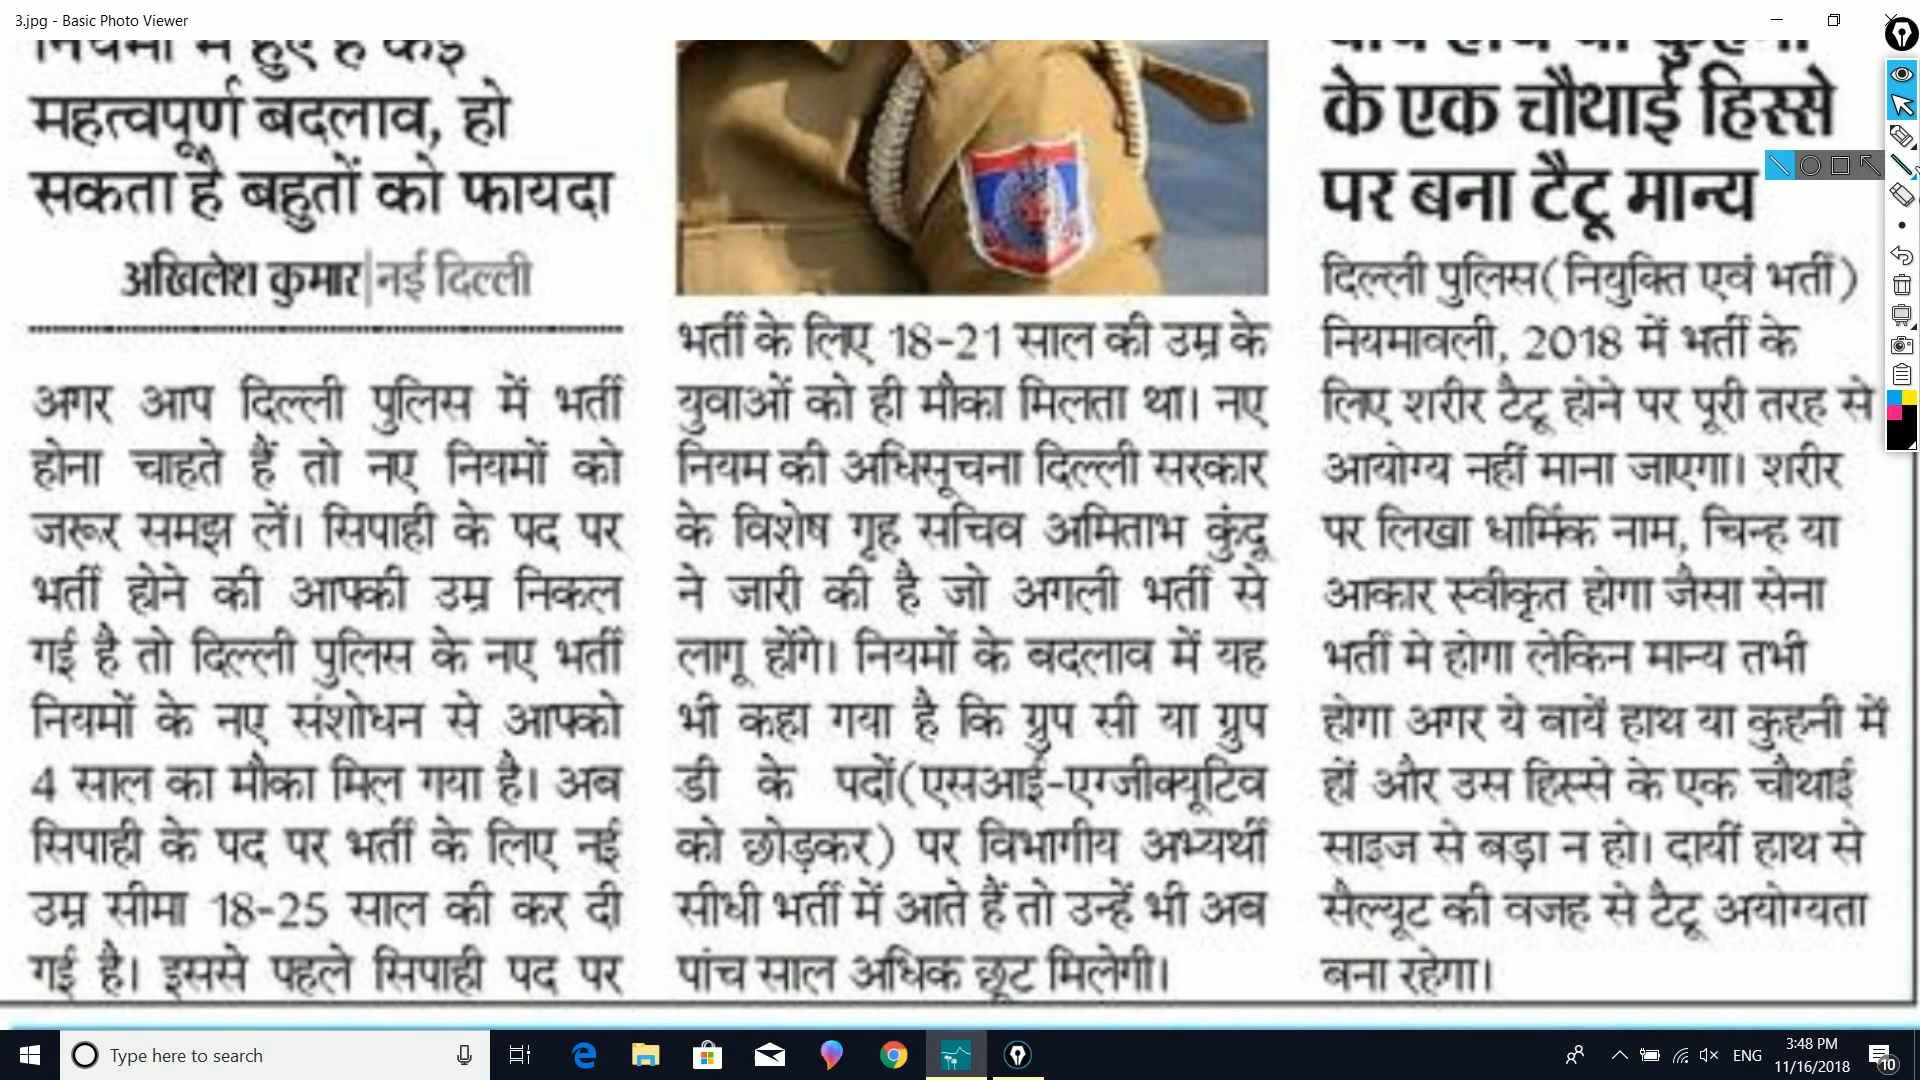 3.jpg - Basic Photo Viewer
महत्वपूर्ण बदलाव, हो
सकता है बहुतों को फायदा
अखिलेश कुमार|नई दिल्ली
अगर आप दिल्ली पुलिस में भर्ती
होना चाहते हैं तो नए नियमों को
जरूर समझ लें। सिपाही के पद पर
भर्ती होने की आपकी उम्र निकल
गई है तो दिल्ली पुलिस के नए भर्ती
नियमों के नए संशोधन से आपको
4 साल का मौका मिल गया है। अब
सिपाही के पद पर भर्ती के लिए नई
उम्र सीमा 18-25 साल की कर दी
गई है। इससे पहले सिपाही पद पर
भर्ती के लिए 18-21 साल की उम्र के
युवाओं को ही मौका मिलता था। नए
नियम की अधिसूचना दिल्ली सरकार
के विशेष गृह सचिव अमिताभ कुंदू
ने जारी की है जो अगली भर्ती से
लागू होंगे। नियमों के बदलाव में यह
भी कहा गया है कि ग्रुप सी या ग्रुप
डी के पदों(एसआई-एग्जीक्यूटिव
को छोड़कर) पर विभागीय अभ्यर्थी
सीधी भर्ती में आते हैं तो उन्हें भी अब
पांच साल अधिक छूट मिलेगी।
के एक चौथाई हिस्से
पर बना टैटू मान्य
दिल्ली पुलिस(नियुक्ति एवं भर्ती)
नियमावली, 2018 में भर्ती के
लिए शरीर टैटू होने पर पूरी तरह से
आयोग्य नहीं माना जाएगा। शरीर
पर लिखा धार्मिक नाम, चिन्ह या
आकार स्वीकृत होगा जैसा सेना
भर्ती मे होगा लेकिन मान्य तभी
होगा अगर ये बायें हाथ या कुहनी में
हों और उस हिस्से के एक चौथाई
साइज से बड़ा न हो। दायीं हाथ से
सैल्यूट की वजह से टैटू अयोग्यता
बना रहेगा।
Type here to search
ENG
3:48 PM
11/16/2018
10